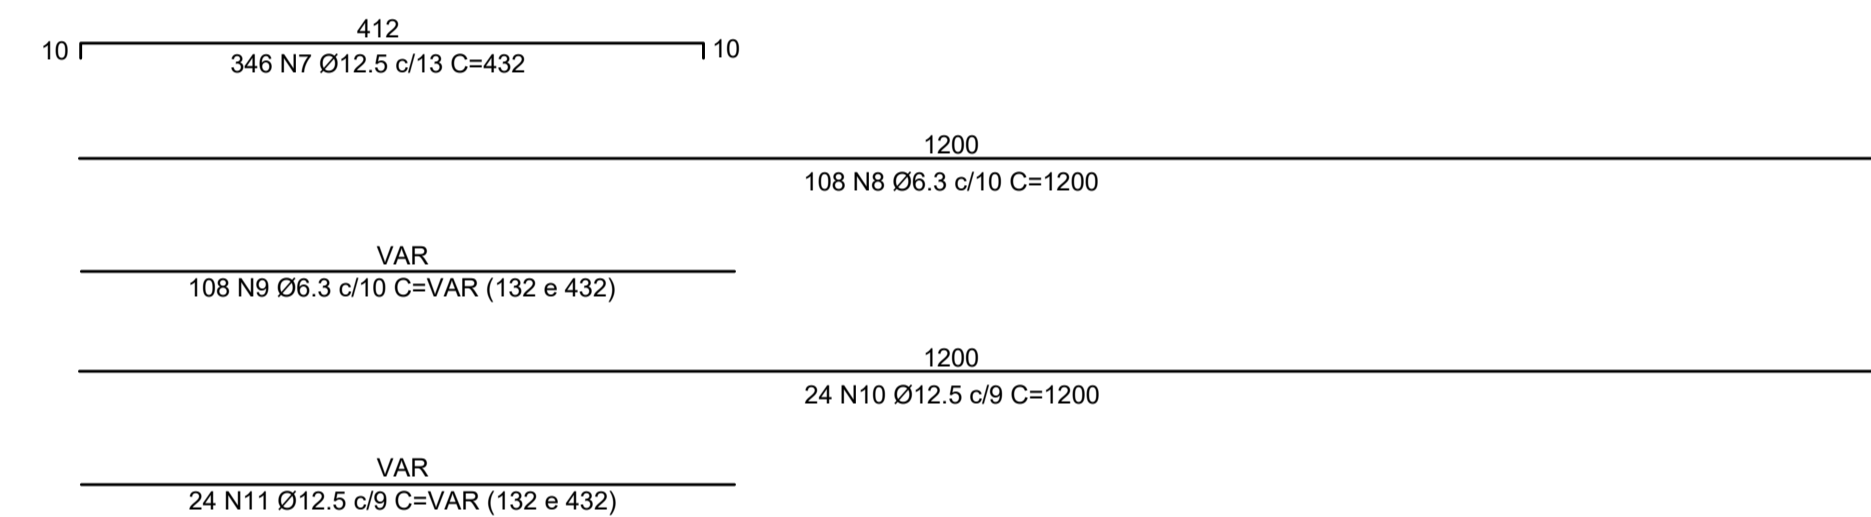 412
10 10
346 N7 Ø12.5 c/13 C=432
1200
108 N8 Ø6.3 c/10 C=1200
VAR
108 N9 Ø6.3 c/10 C=VAR (132 e 432)
1200
24 N10 Ø12.5 c/9 C=1200
VAR
24 N11 Ø12.5 c/9 C=VAR (132 e 432)